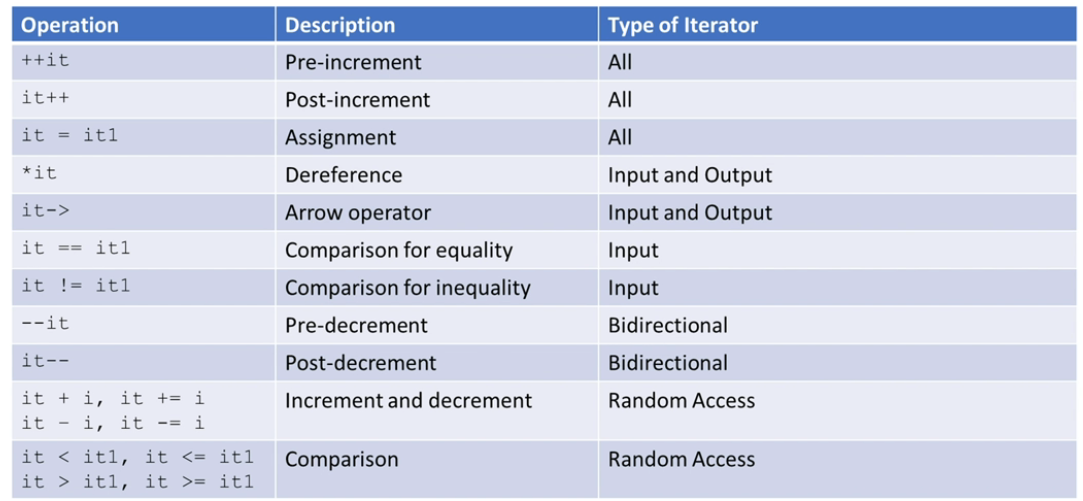 Operation Description Type of Iterator
++it Pre-increment All
it++ Post-increment All
it = it1 Assignment All
*it Dereference Input and Output
it-> Arrow operator Input and Output
it == it1 Comparison for equality Input
it != it1 Comparison for inequality Input
--it Pre-decrement Bidirectional
it-- Post-decrement Bidirectional
it + i, it += i Increment and decrement Random Access
it - i, it -= i
it < it1, it <= it1 Comparison Random Access
it > it1, it >= it1